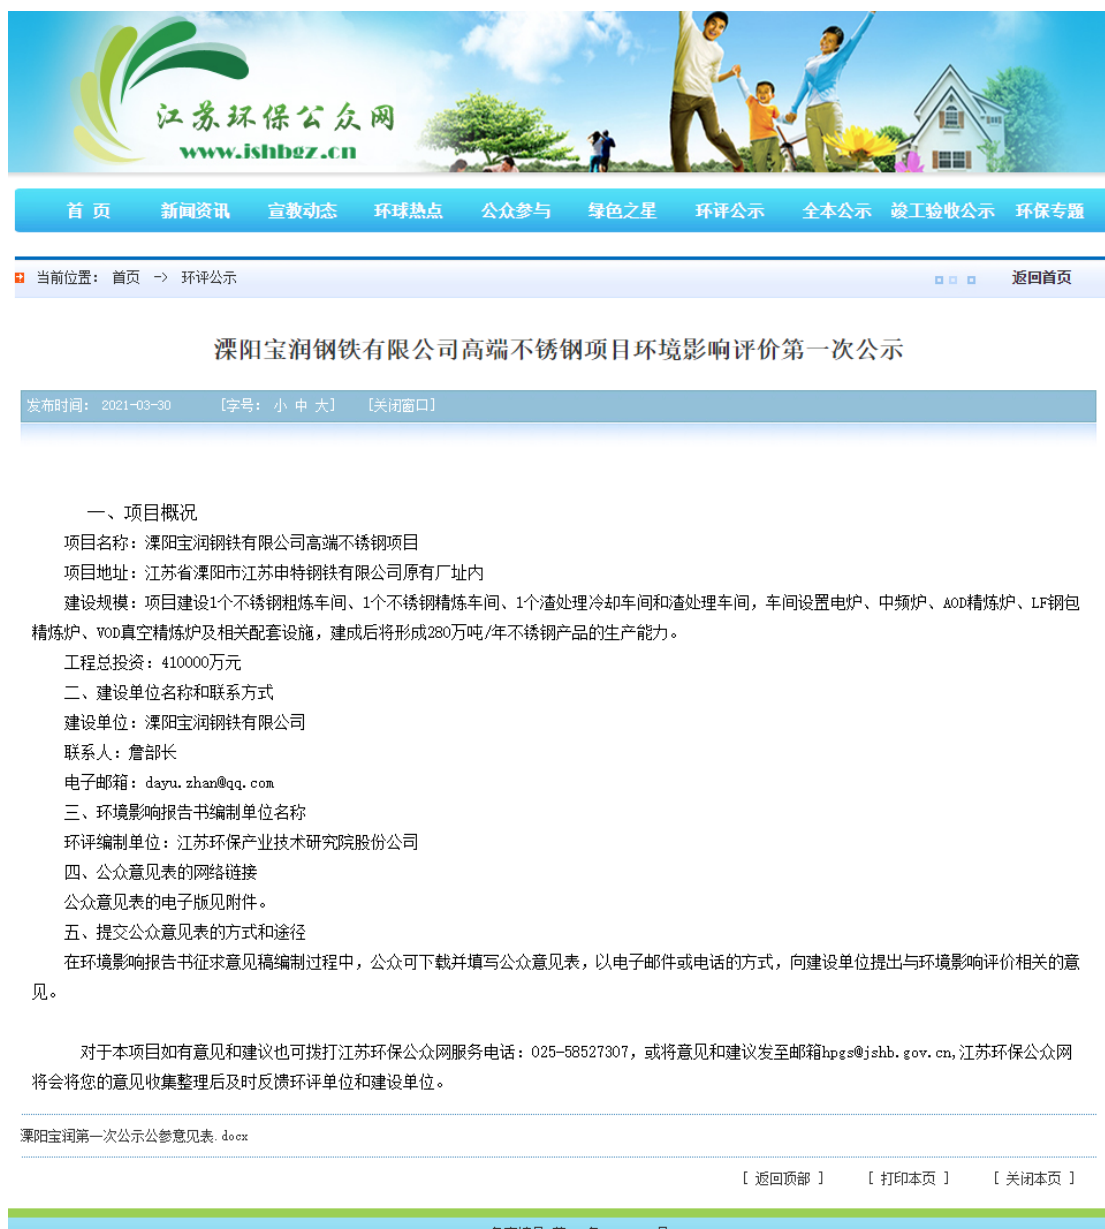 江苏环保公众网
www.jshbgz.cn
首 页 新闻资讯 宣教动态 环球热点 公众参与 绿色之星 环评公示 全本公示 竣工验收公示 环保专题
当前位置： 首页 -> 环评公示 返回首页
溧阳宝润钢铁有限公司高端不锈钢项目环境影响评价第一次公示
发布时间： 2021-03-30 [字号： 小 中 大] [关闭窗口]
一、项目概况
项目名称：溧阳宝润钢铁有限公司高端不锈钢项目
项目地址：江苏省溧阳市江苏申特钢铁有限公司原有厂址内
建设规模：项目建设1个不锈钢粗炼车间、1个不锈钢精炼车间、1个渣处理冷却车间和渣处理车间，车间设置电炉、中频炉、AOD精炼炉、LF钢包
精炼炉、VOD真空精炼炉及相关配套设施，建成后将形成280万吨/年不锈钢产品的生产能力。
工程总投资：410000万元
二、建设单位名称和联系方式
建设单位：溧阳宝润钢铁有限公司
联系人：詹部长
电子邮箱：dayu.zhan@qq.com
三、环境影响报告书编制单位名称
环评编制单位：江苏环保产业技术研究院股份公司
四、公众意见表的网络链接
公众意见表的电子版见附件。
五、提交公众意见表的方式和途径
在环境影响报告书征求意见稿编制过程中，公众可下载并填写公众意见表，以电子邮件或电话的方式，向建设单位提出与环境影响评价相关的意
见。
对于本项目如有意见和建议也可拨打江苏环保公众网服务电话：025-58527307，或将意见和建议发至邮箱hpgs@jshb.gov.cn,江苏环保公众网
将会将您的意见收集整理后及时反馈环评单位和建设单位。
溧阳宝润第一次公示公参意见表.docx
[ 返回顶部 ] [ 打印本页 ] [ 关闭本页 ]